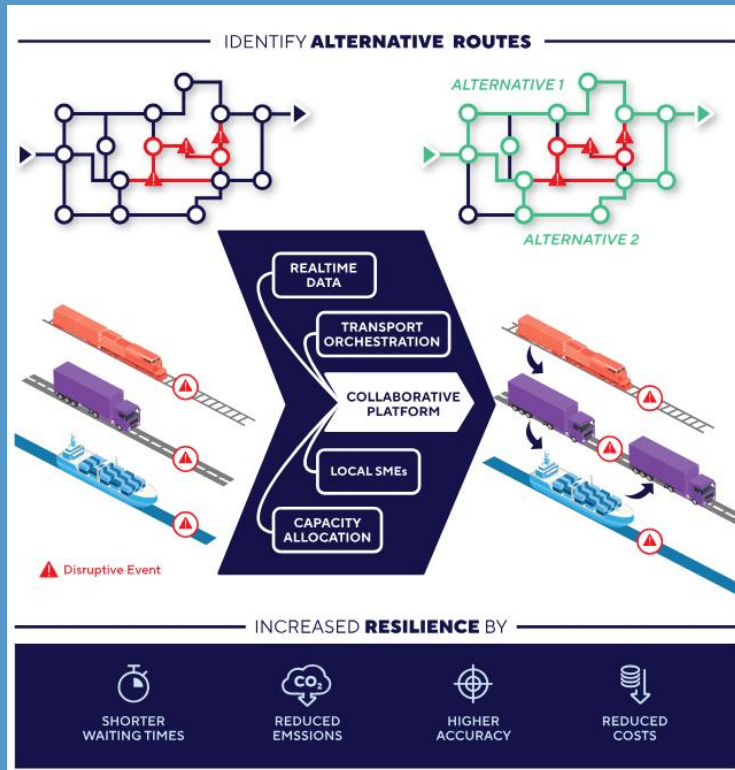 IDENTIFY ALTERNATIVE ROUTES
ALTERNATIVE 1
ALTERNATIVE 2
REALTIME
DATA
TRANSPORT
ORCHESTRATION
COLLABORATIVE
PLATFORM
LOCAL SMEs
CAPACITY
ALLOCATION
Disruptive Event
INCREASED RESILIENCE BY
SHORTER
WAITING TIMES
CO₂
REDUCED
EMSSIONS
HIGHER
ACCURACY
REDUCED
COSTS